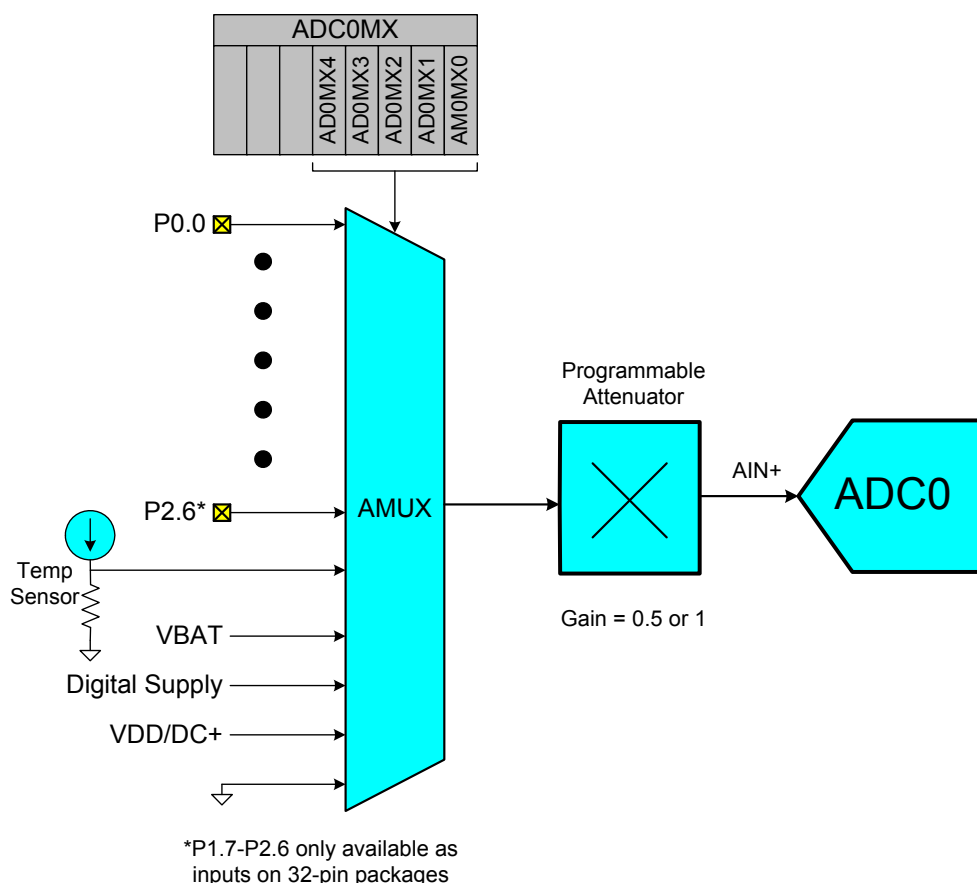 ADC0MX
AD0MX4
AD0MX3
AD0MX2
AD0MX1
AM0MX0
P0.0
Programmable
Attenuator
AIN+
ADC0
P2.6*
AMUX
Temp
Sensor
Gain = 0.5 or 1
VBAT
Digital Supply
VDD/DC+
*P1.7-P2.6 only available as
inputs on 32-pin packages